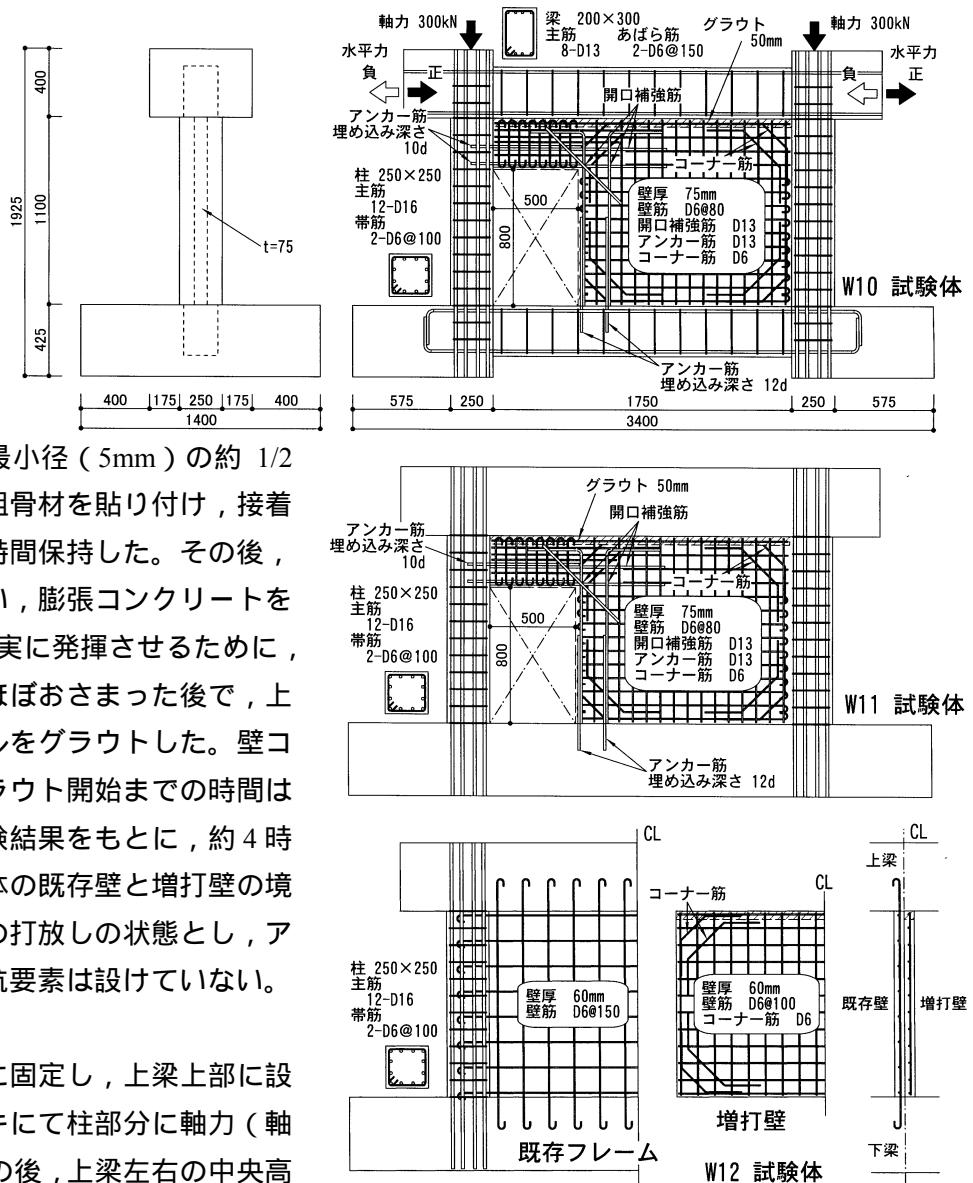 軸力 300kN
梁 200×300
主筋 あばら筋
8-D13 2-D6@150
グラウト
50mm
軸力 300kN
水平力
負 正
水平力
負 正
開口補強筋
アンカー筋
埋め込み深さ
10d
コーナー筋
柱 250×250
主筋
12-D16
帯筋
2-D6@100
500
800
壁厚 75mm
壁筋 D6@80
開口補強筋 D13
アンカー筋 D13
コーナー筋 D6
W10 試験体
アンカー筋
埋め込み深さ 12d
400
1100
425
1925
t=75
400 175 250 175 400
1400
575 250 1750 250 575
3400
最小径（5mm）の約 1/2
粗骨材を貼り付け，接着
時間保持した。その後，
い，膨張コンクリートを
実に発揮させるために，
ほぼおさまった後で，上
ルをグラウトした。壁コ
ラウト開始までの時間は
験結果をもとに，約 4 時
体の既存壁と増打壁の境
の打放しの状態とし，ア
抗要素は設けていない。
に固定し，上梁上部に設
キにて柱部分に軸力（軸
の後，上梁左右の中央高
グラウト 50mm
開口補強筋
アンカー筋
埋め込み深さ
10d
コーナー筋
柱 250×250
主筋
12-D16
帯筋
2-D6@100
500
800
壁厚 75mm
壁筋 D6@80
開口補強筋 D13
アンカー筋 D13
コーナー筋 D6
W11 試験体
アンカー筋
埋め込み深さ 12d
CL
CL
CL
上梁
コーナー筋
柱 250×250
主筋
12-D16
帯筋
2-D6@100
壁厚 60mm
壁筋 D6@150
壁厚 60mm
壁筋 D6@100
コーナー筋 D6
既存壁
増打壁
増打壁
既存フレーム
下梁
W12 試験体